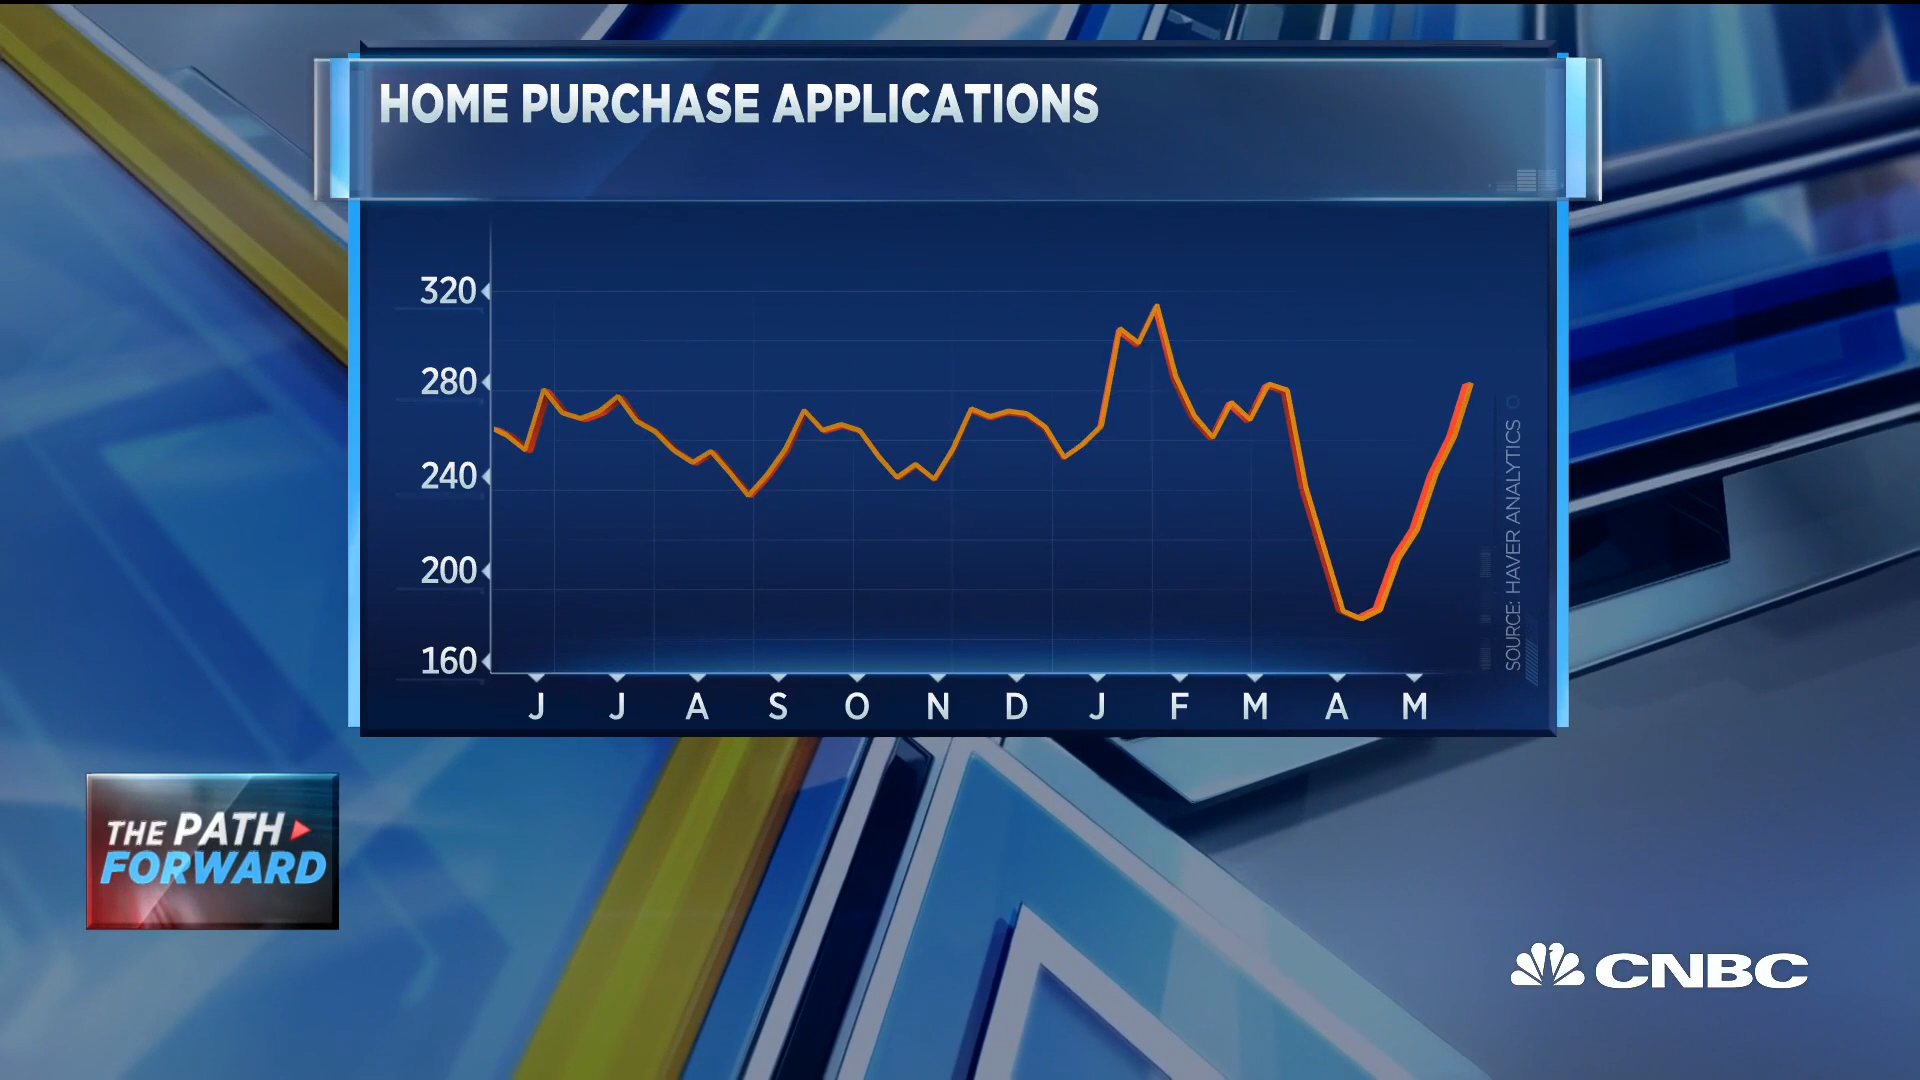 HOME PURCHASE APPLICATIONS
320
280
240
200
160
J J A S O N D J F M A M
SOURCE: HAVER ANALYTICS
THE PATH
FORWARD
CNBC